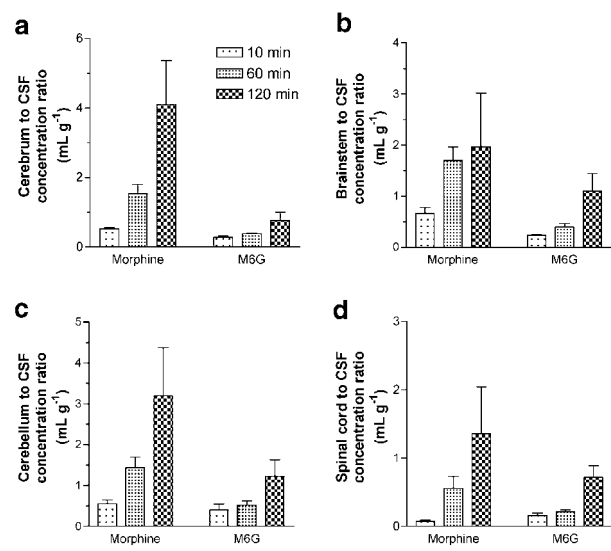 a
Cerebrum to CSF
concentration ratio
(mL g-1)
6
4
2
0
10 min
60 min
120 min
Morphine
M6G
b
Brainstem to CSF
concentration ratio
(mL g-1)
4
3
2
1
0
Morphine
M6G
c
Cerebellum to CSF
concentration ratio
(mL g-1)
5
4
3
2
1
0
Morphine
M6G
d
Spinal cord to CSF
concentration ratio
(mL g-1)
3
2
1
0
Morphine
M6G